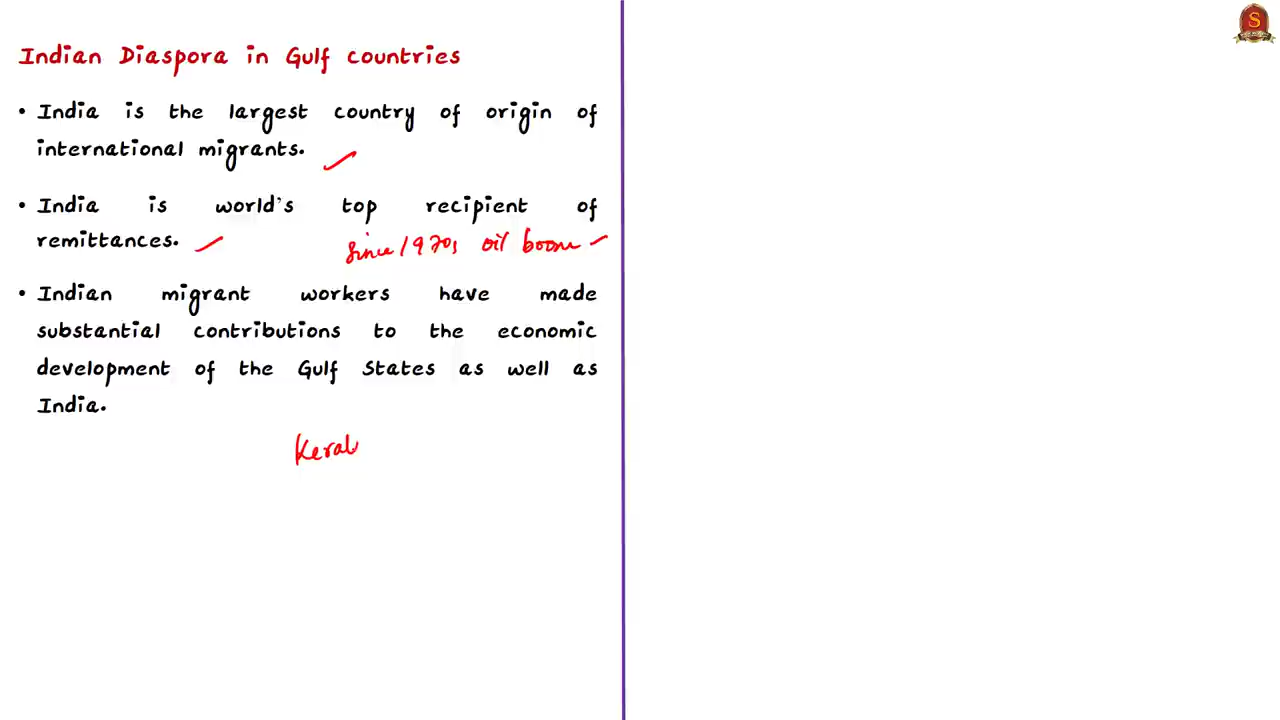 Indian Diaspora in Gulf countries
• India is the largest country of origin of
international migrants.
• India is world's top recipient of
remittances.
since 1970s oil boom
• Indian migrant workers have made
substantial contributions to the economic
development of the Gulf States as well as
India.
Keral
S